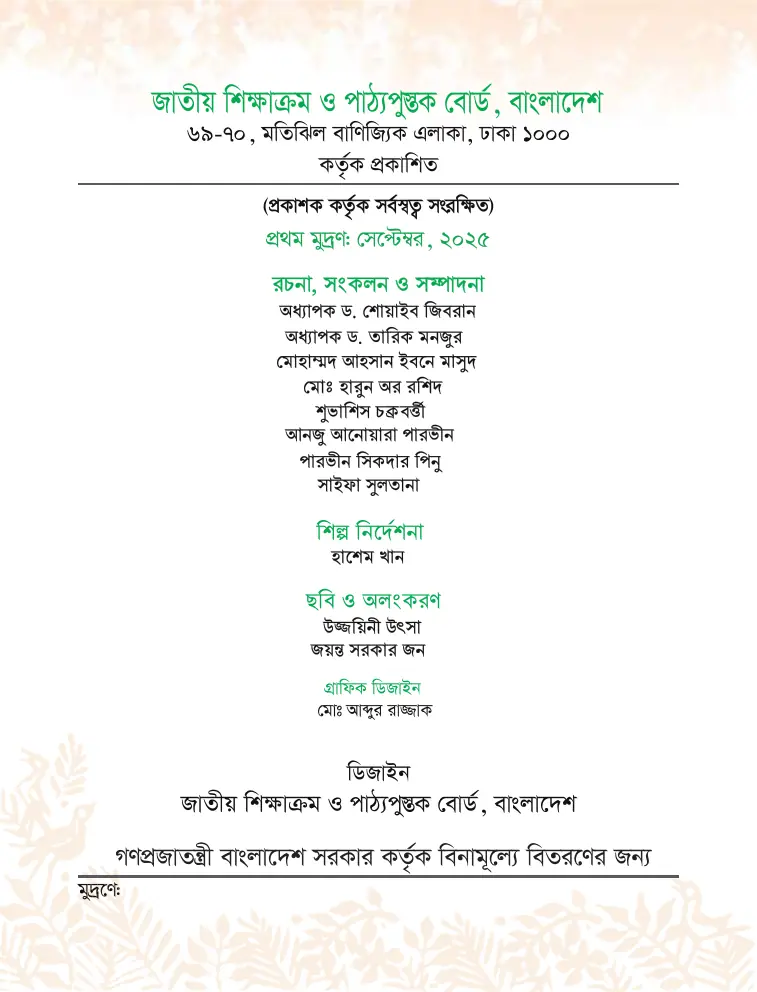 জাতীয় শিক্ষাক্রম ও পাঠ্যপুস্তক বোর্ড, বাংলাদেশ
৬৯-৭০, মতিঝিল বাণিজ্যিক এলাকা, ঢাকা ১০০০
কর্তৃক প্রকাশিত
(প্রকাশক কর্তৃক সর্বস্বত্ব সংরক্ষিত)
প্রথম মুদ্রণ: সেপ্টেম্বর, ২০২৫
রচনা, সংকলন ও সম্পাদনা
অধ্যাপক ড. শোয়াইব জিবরান
অধ্যাপক ড. তারিক মনজুর
মোহাম্মদ আহসান ইবনে মাসুদ
মোঃ হারুন অর রশিদ
শুভাশিস চক্রবর্ত্তী
আনজু আনোয়ারা পারভীন
পারভীন সিকদার পিনু
সাইফা সুলতানা
শিল্প নির্দেশনা
হাশেম খান
ছবি ও অলংকরণ
উজ্জয়িনী উৎসা
জয়ন্ত সরকার জন
গ্রাফিক ডিজাইন
মোঃ আব্দুর রাজ্জাক
ডিজাইন
জাতীয় শিক্ষাক্রম ও পাঠ্যপুস্তক বোর্ড, বাংলাদেশ
গণপ্রজাতন্ত্রী বাংলাদেশ সরকার কর্তৃক বিনামূল্যে বিতরণের জন্য
মুদ্রণে: